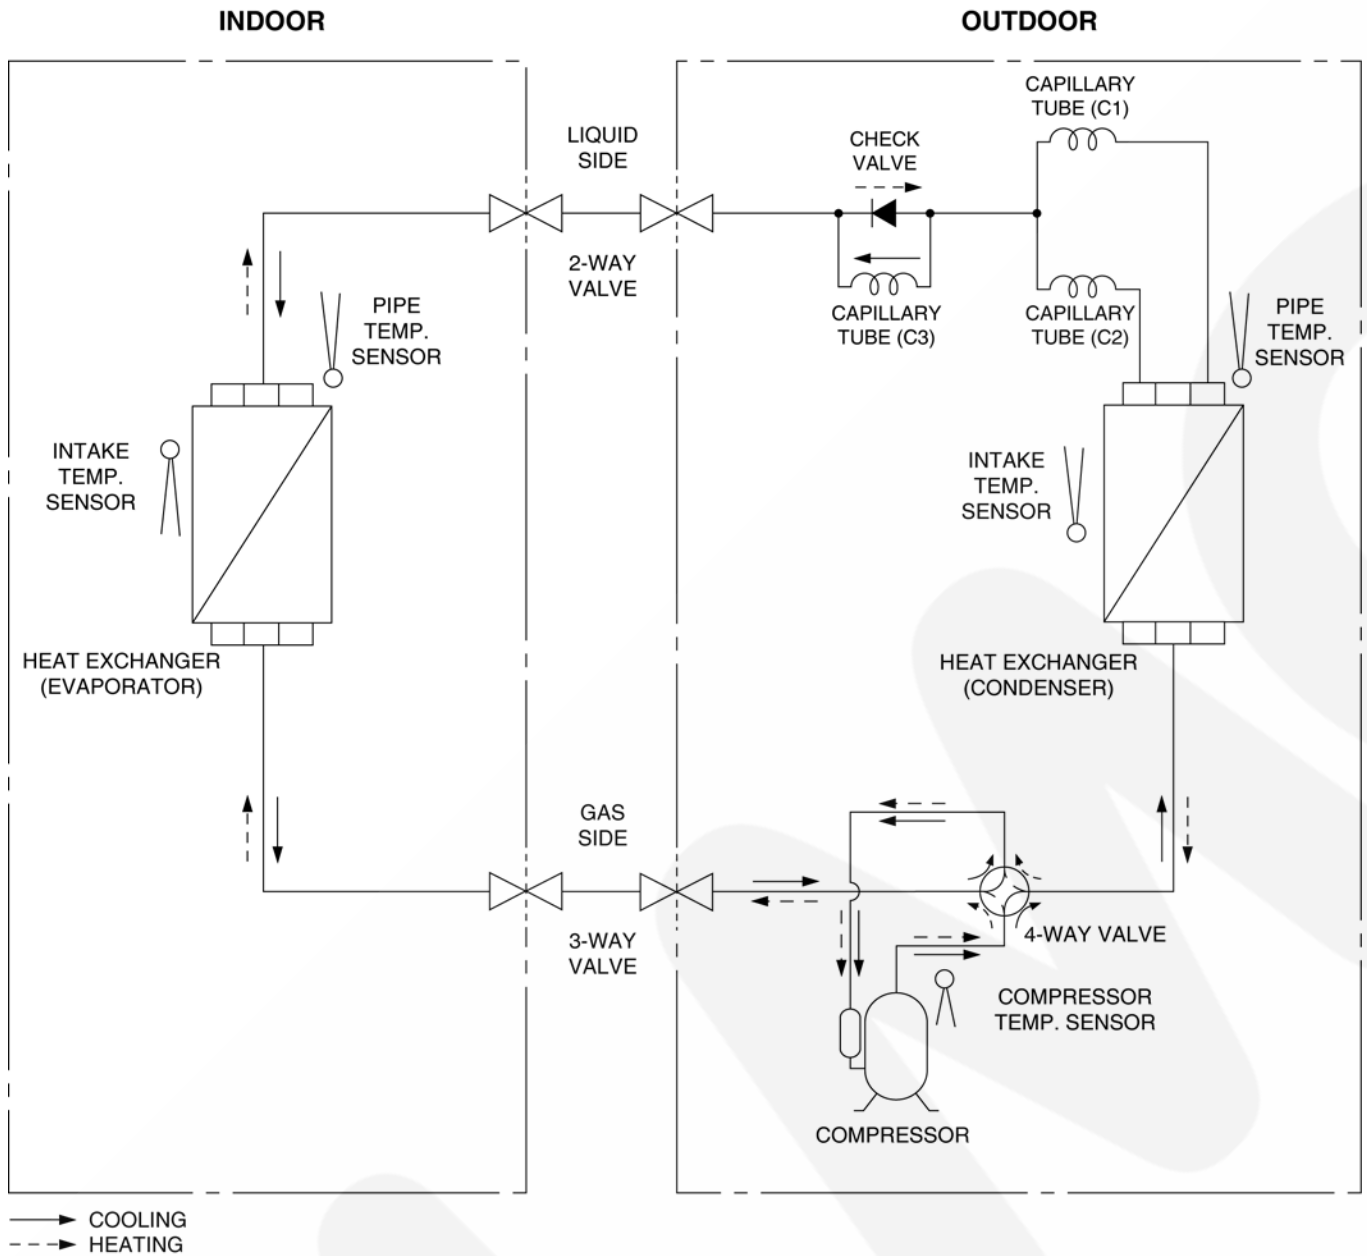 INDOOR
OUTDOOR
CAPILLARY
TUBE (C1)
LIQUID
SIDE
CHECK
VALVE
2-WAY
VALVE
PIPE
TEMP.
SENSOR
CAPILLARY
TUBE (C3)
CAPILLARY
TUBE (C2)
PIPE
TEMP.
SENSOR
INTAKE
TEMP.
SENSOR
INTAKE
TEMP.
SENSOR
HEAT EXCHANGER
(EVAPORATOR)
HEAT EXCHANGER
(CONDENSER)
GAS
SIDE
3-WAY
VALVE
4-WAY VALVE
COMPRESSOR
TEMP. SENSOR
COMPRESSOR
COOLING
HEATING